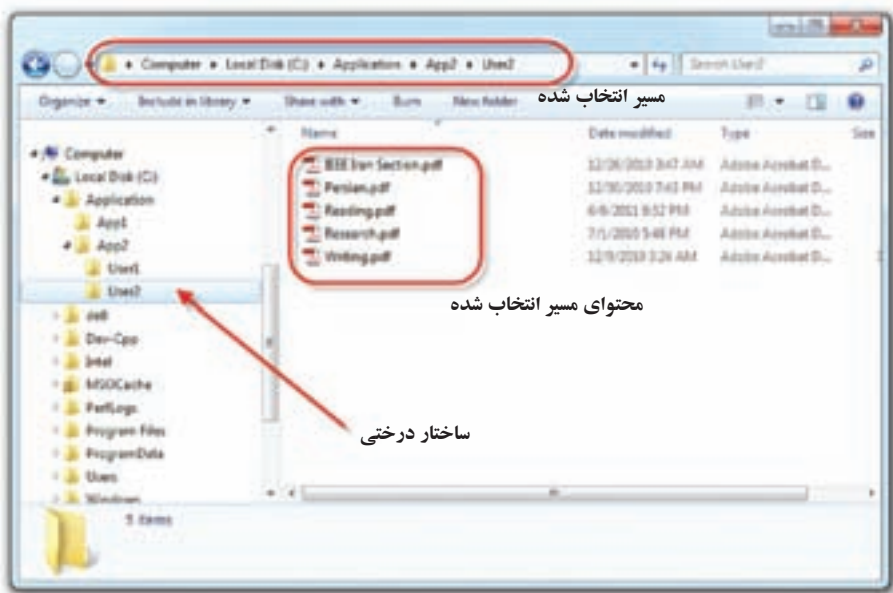 Computer Local Disk (C:) Application App2 User2
Search User2
مسیر انتخاب شده
Organize Include in library Share with Burn New folder
Name Date modified Type Size
Computer
Local Disk (C:)
Application
App1
App2
User1
User2
dell
Dev-Cpp
Intel
MSOCache
PerfLogs
Program Files
ProgramData
Users
Windows
IEEE Iran Section.pdf 12/26/2010 3:47 AM Adobe Acrobat D...
Persian.pdf 12/30/2010 7:43 PM Adobe Acrobat D...
Reading.pdf 9:52 PM Adobe Acrobat D...
Research.pdf 7/1/2010 5:48 PM Adobe Acrobat D...
Writing.pdf 12/9/2010 3:26 AM Adobe Acrobat D...
محتوای مسیر انتخاب شده
ساختار درختی
5 items